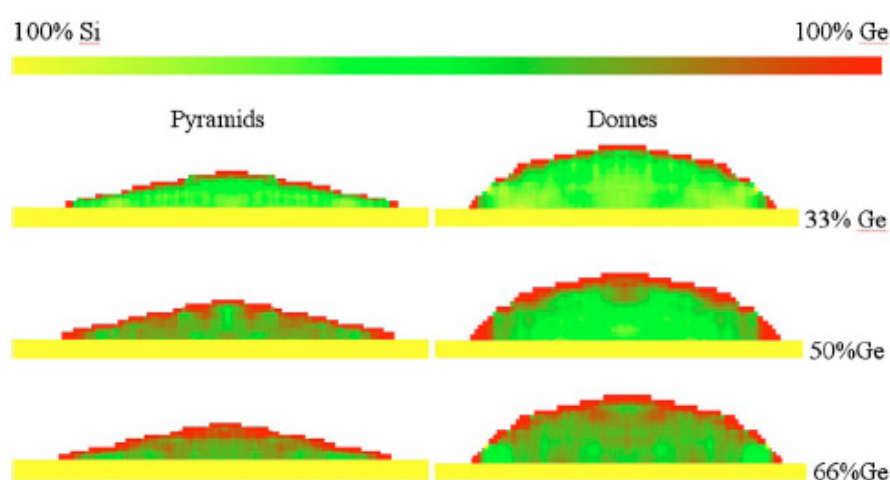 100% Si
100% Ge
Pyramids
Domes
33% Ge
50%Ge
66%Ge